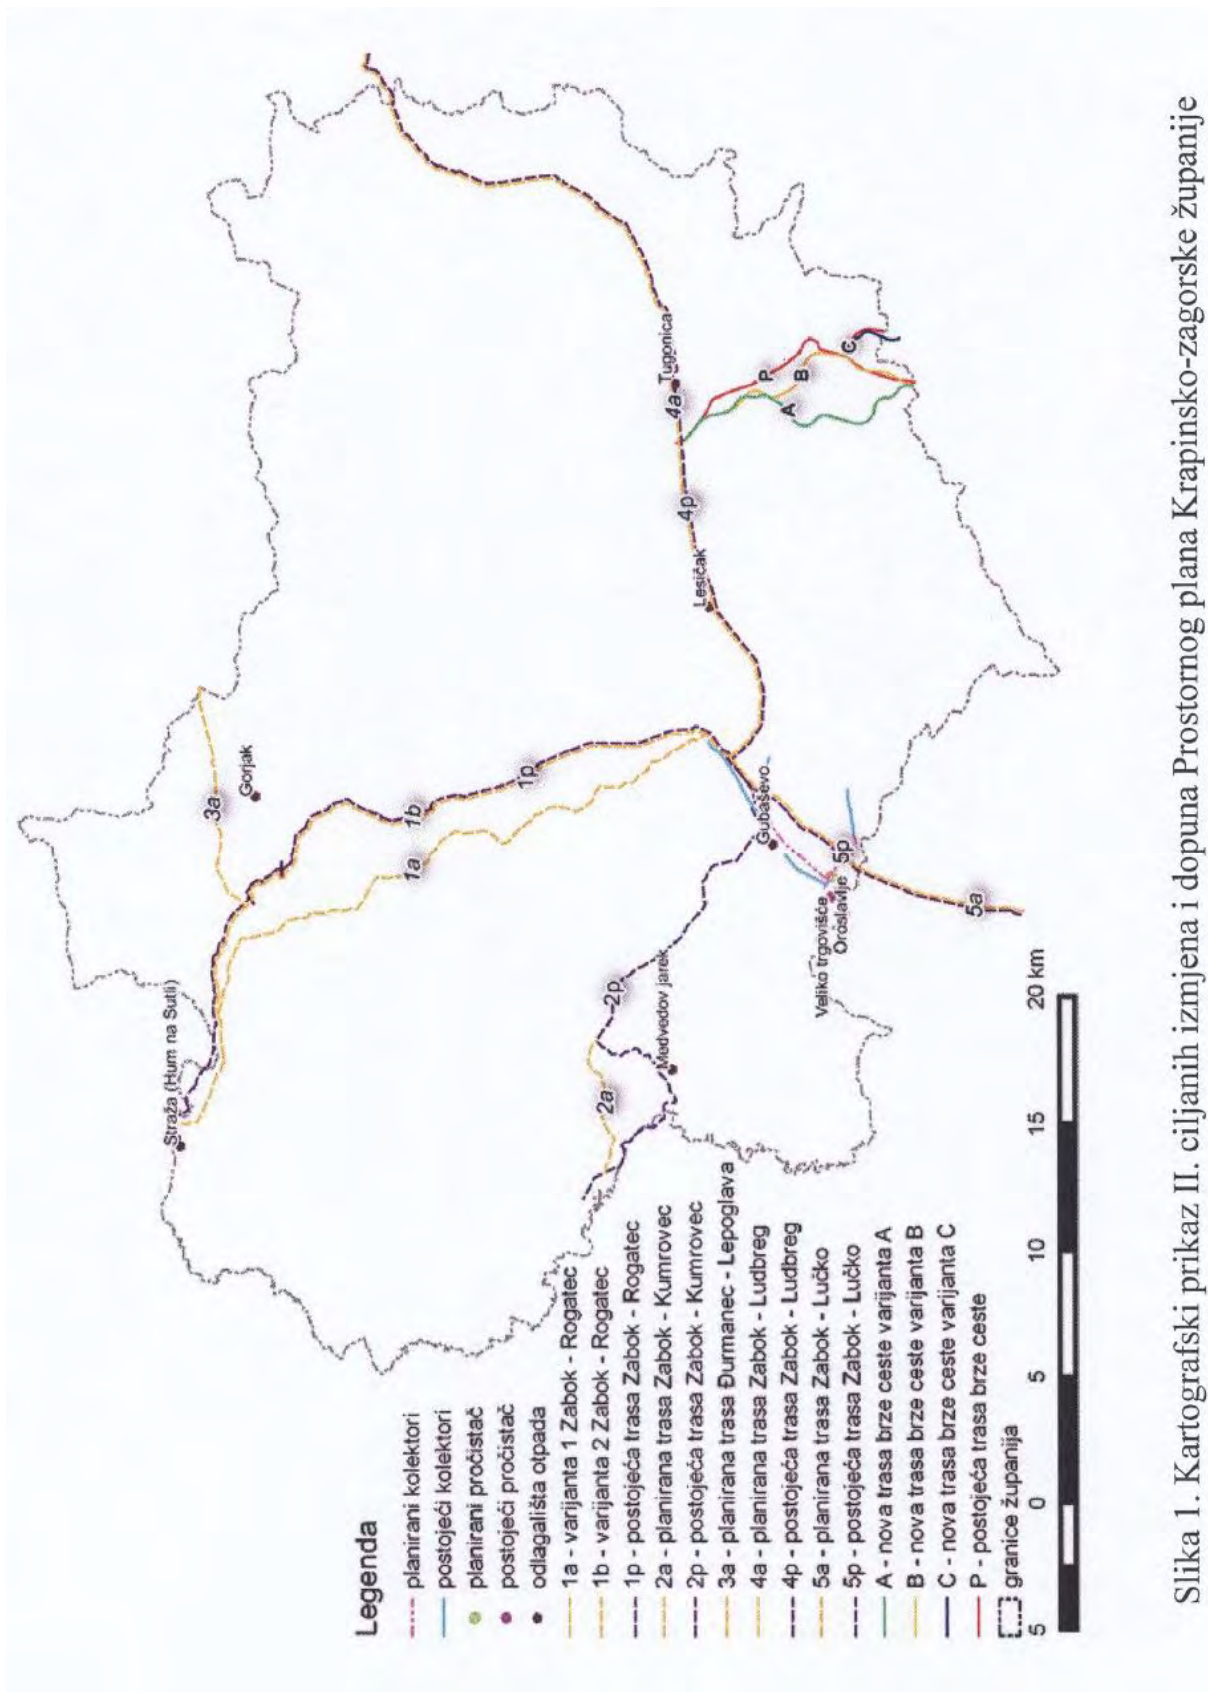 Straža (Hum na Sutli)
3a
Gorjak
1b
1p
1a
2p
2a
Medvedov jarek
Gubaševo
Veliko trgovišće
Oroslavlje
5p
5a
Lesičak
4p
4a
Tugonica
P
B
A
C
Legenda
planirani kolektori
postojeći kolektori
planirani pročistač
postojeći pročistač
odlagališta otpada
1a - varijanta 1 Zabok - Rogatec
1b - varijanta 2 Zabok - Rogatec
1p - postojeća trasa Zabok - Rogatec
2a - planirana trasa Zabok - Kumrovec
2p - postojeća trasa Zabok - Kumrovec
3a - planirana trasa Đurmanec - Lepoglava
4a - planirana trasa Zabok - Ludbreg
4p - postojeća trasa Zabok - Ludbreg
5a - planirana trasa Zabok - Lučko
5p - postojeća trasa Zabok - Lučko
A - nova trasa brze ceste varijanta A
B - nova trasa brze ceste varijanta B
C - nova trasa brze ceste varijanta C
P - postojeća trasa brze ceste
granice županija
5 0 5 10 15 20 km
Slika 1. Kartografski prikaz II. ciljanih izmjena i dopuna Prostornog plana Krapinsko-zagorske županije